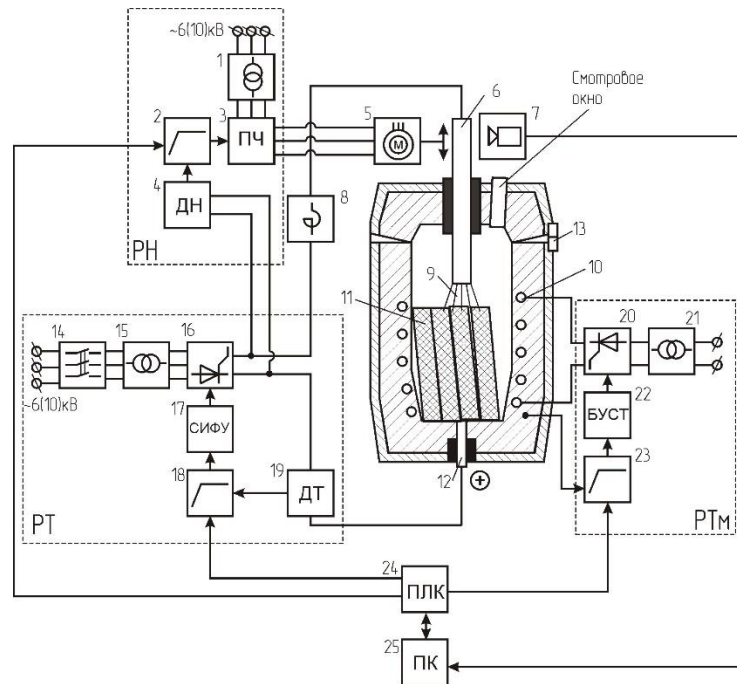 ~6(10)кВ
1
2
3
ПЧ
4
ДН
РН
5
М
6
7
Смотровое
окно
8
9
10
11
12
13
14
15
16
~6(10)кВ
17
СИФУ
18
19
ДТ
РТ
20
21
22
БУСТ
23
РТм
24
ПЛК
25
ПК
+